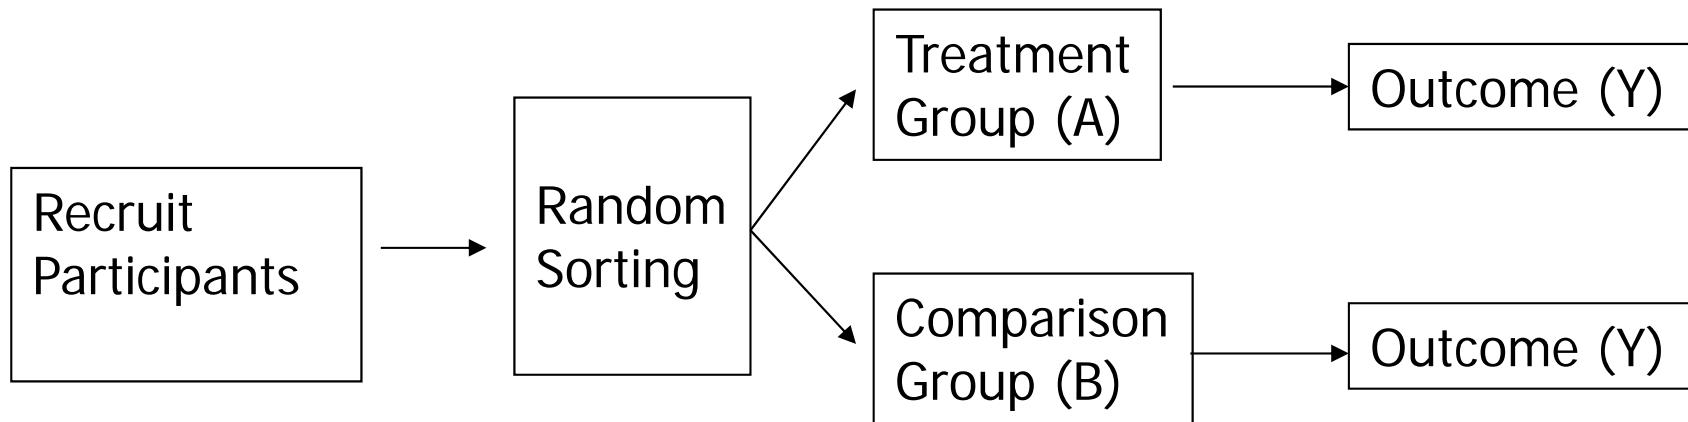 Recruit
Participants
Random
Sorting
Treatment
Group (A)
Outcome (Y)
Comparison
Group (B)
Outcome (Y)